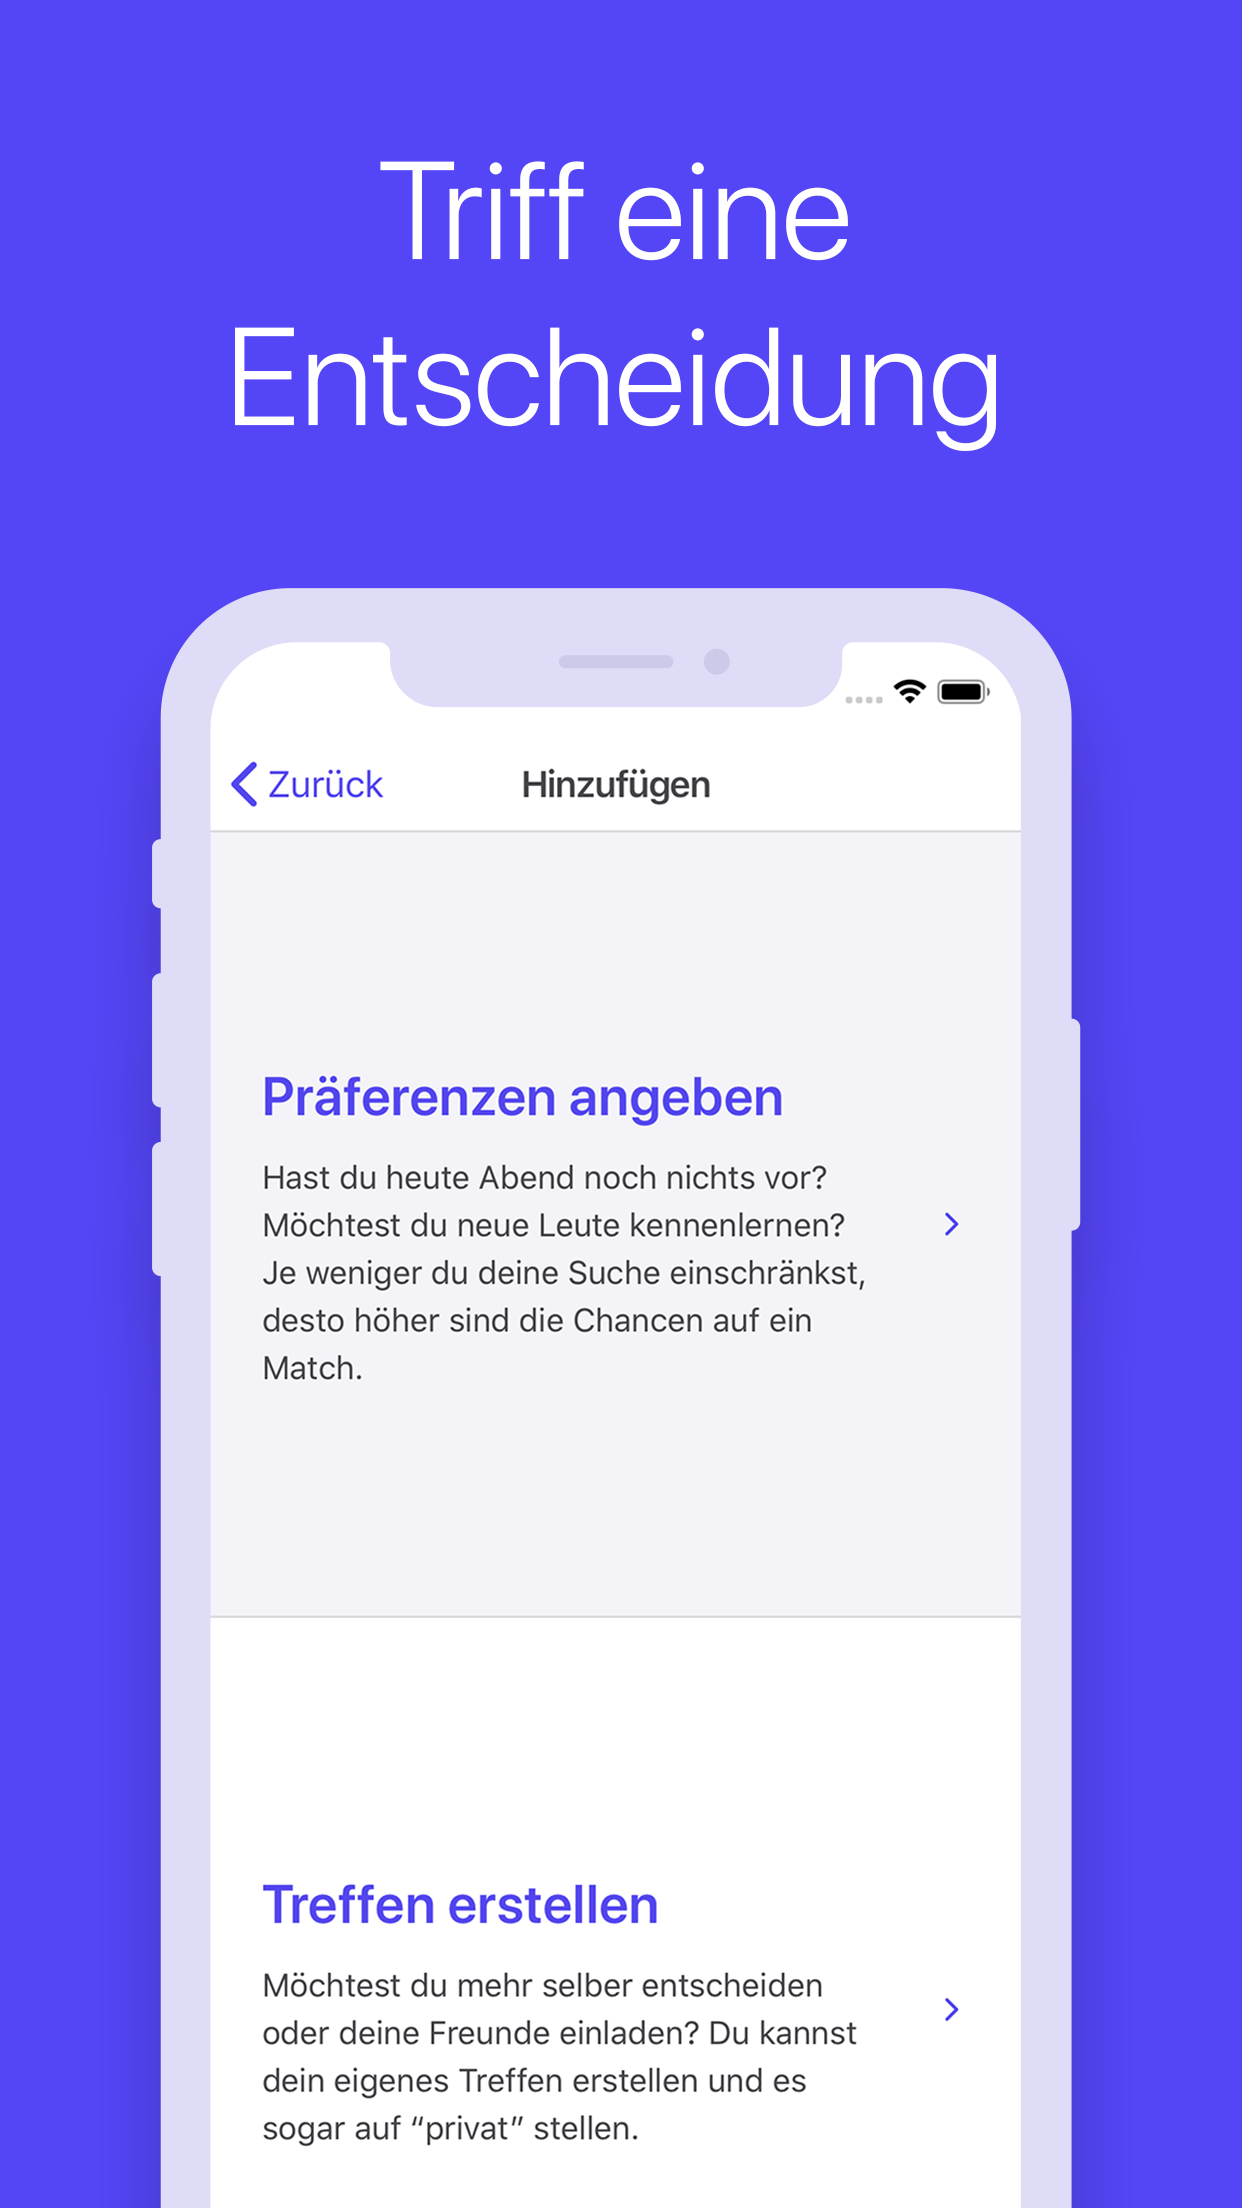 Triff eine
Entscheidung
Zurück
Hinzufügen
Präferenzen angeben
Hast du heute Abend noch nichts vor?
Möchtest du neue Leute kennenlernen?
Je weniger du deine Suche einschränkst,
desto höher sind die Chancen auf ein
Match.
Treffen erstellen
Möchtest du mehr selber entscheiden
oder deine Freunde einladen? Du kannst
dein eigenes Treffen erstellen und es
sogar auf “privat” stellen.